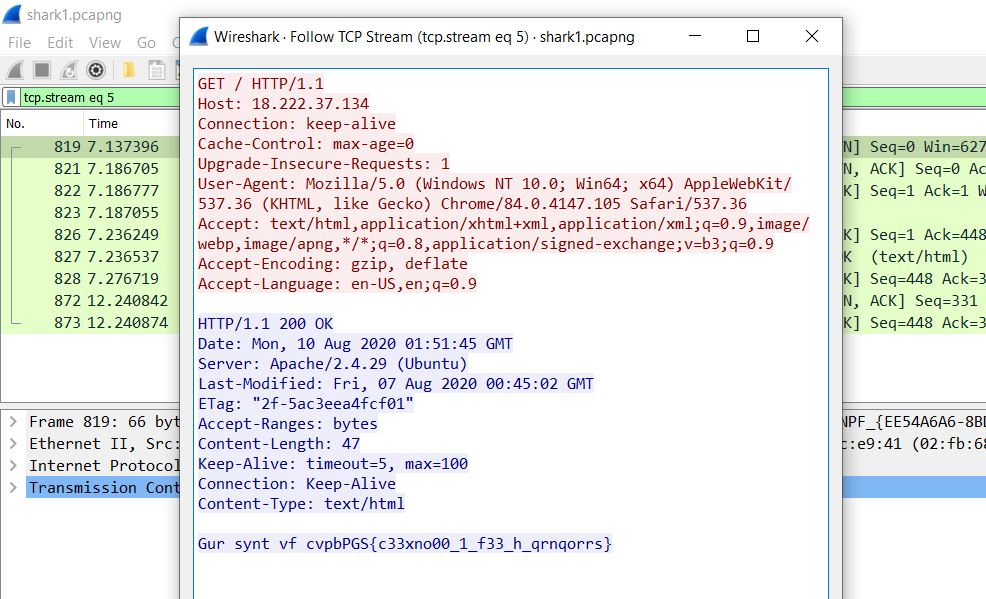 shark1.pcapng
File Edit View Go
Wireshark · Follow TCP Stream (tcp.stream eq 5) · shark1.pcapng
tcp.stream eq 5
No. Time
819 7.137396
821 7.186705
822 7.186777
823 7.187055
826 7.236249
827 7.236537
828 7.276719
872 12.240842
873 12.240874
GET / HTTP/1.1
Host: 18.222.37.134
Connection: keep-alive
Cache-Control: max-age=0
Upgrade-Insecure-Requests: 1
User-Agent: Mozilla/5.0 (Windows NT 10.0; Win64; x64) AppleWebKit/
537.36 (KHTML, like Gecko) Chrome/84.0.4147.105 Safari/537.36
Accept: text/html,application/xhtml+xml,application/xml;q=0.9,image/
webp,image/apng,*/*;q=0.8,application/signed-exchange;v=b3;q=0.9
Accept-Encoding: gzip, deflate
Accept-Language: en-US,en;q=0.9
HTTP/1.1 200 OK
Date: Mon, 10 Aug 2020 01:51:45 GMT
Server: Apache/2.4.29 (Ubuntu)
Last-Modified: Fri, 07 Aug 2020 00:45:02 GMT
ETag: "2f-5ac3eea4fcf01"
Accept-Ranges: bytes
Content-Length: 47
Keep-Alive: timeout=5, max=100
Connection: Keep-Alive
Content-Type: text/html
Gur synt vf cvpbPGS{c33xno00_1_f33_h_qrnqorrs}
N] Seq=0 Win=627
N, ACK] Seq=0 Ac
K] Seq=1 Ack=1 W
K] Seq=1 Ack=448
K (text/html)
K] Seq=448 Ack=3
N, ACK] Seq=331
K] Seq=448 Ack=3
Frame 819: 66 byt
Ethernet II, Src:
Internet Protocol
Transmission Cont
NPF_{EE54A6A6-8BD
c:e9:41 (02:fb:68